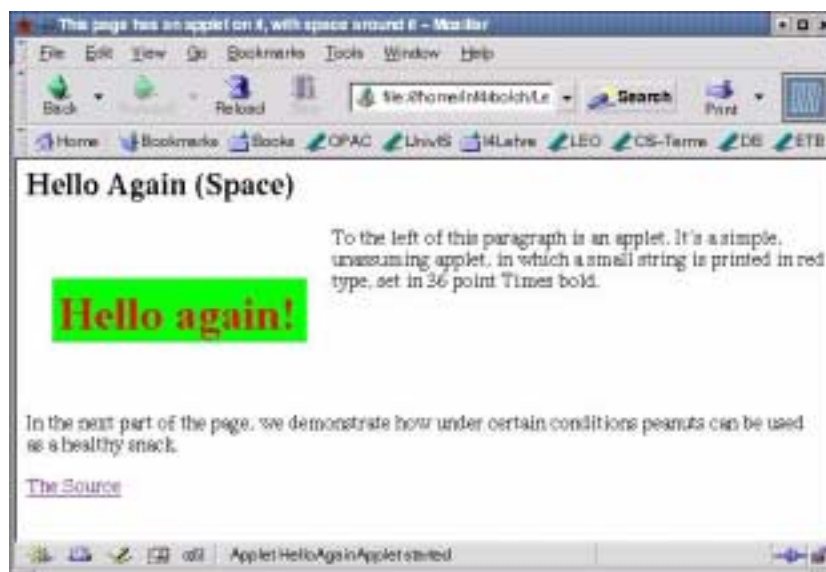 This page has an applet on it, with space around it - Mozilla
File Edit View Go Bookmarks Tools Window Help
Back Reload Search Print
Home Bookmarks Books OPAC UnivIS I4Lehre LEO CS-Terme DB ETB
Hello Again (Space)
To the left of this paragraph is an applet. It's a simple,
unassuming applet, in which a small string is printed in red
type, set in 36 point Times bold.
Hello again!
In the next part of the page, we demonstrate how under certain conditions peanuts can be used
as a healthy snack.
The Source
Applet HelloAgainApplet started